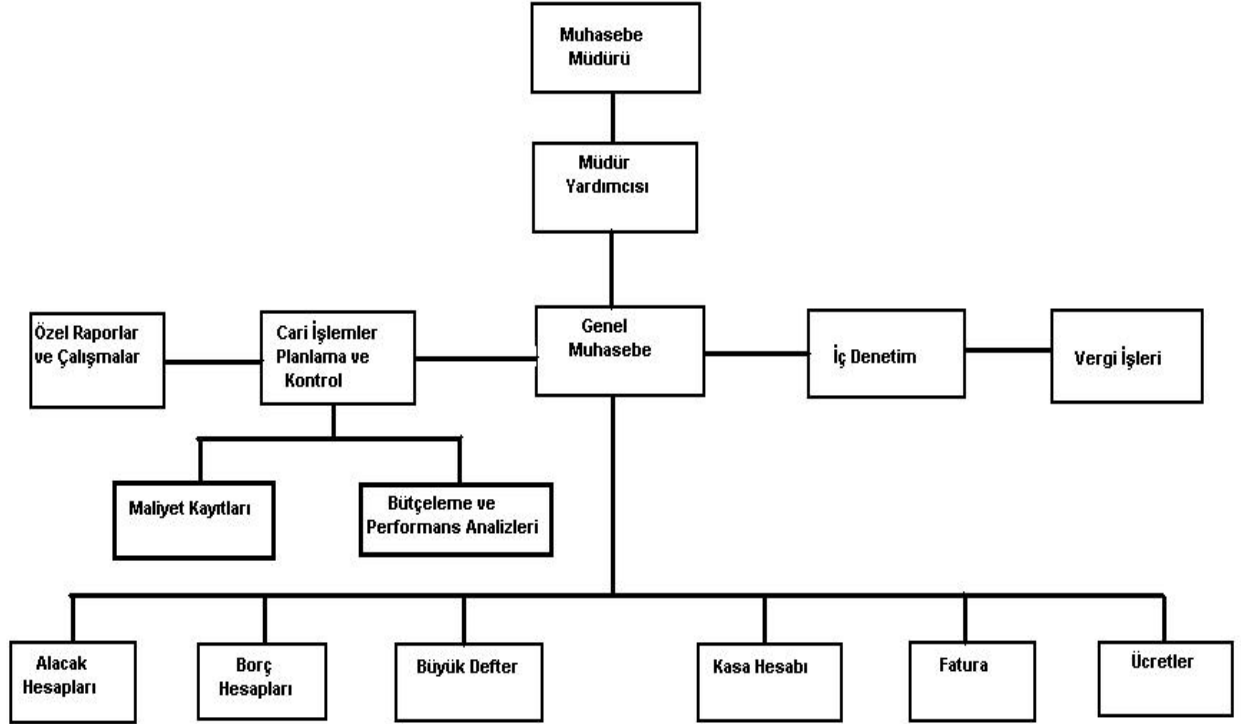 Muhasebe
Müdürü
Müdür
Yardımcısı
Özel Raporlar
ve Çalışmalar
Cari İşlemler
Planlama ve
Kontrol
Genel
Muhasebe
İç Denetim
Vergi İşleri
Maliyet Kayıtları
Bütçeleme ve
Performans Analizleri
Alacak
Hesapları
Borç
Hesapları
Büyük Defter
Kasa Hesabı
Fatura
Ücretler